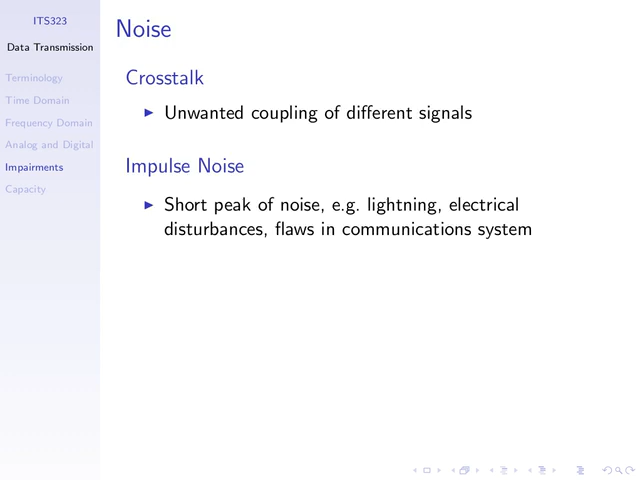 ITS323
Data Transmission
Terminology
Time Domain
Frequency Domain
Analog and Digital
Impairments
Capacity
Noise
Crosstalk
Unwanted coupling of different signals
Impulse Noise
Short peak of noise, e.g. lightning, electrical
disturbances, flaws in communications system